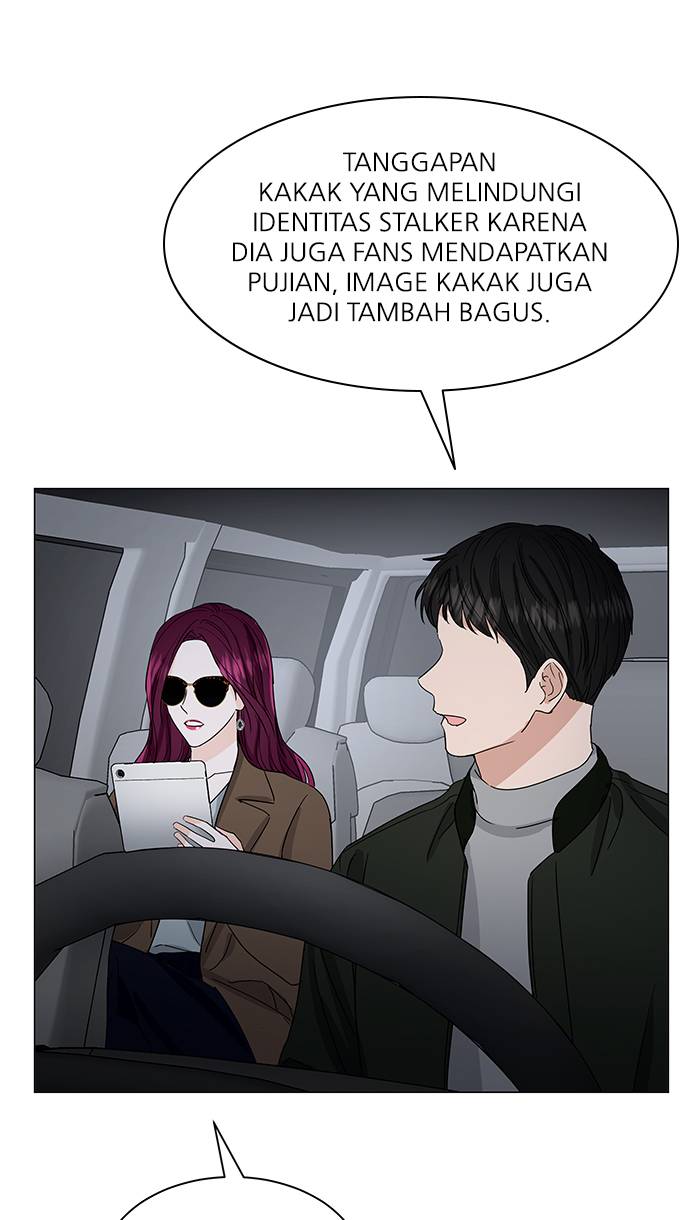 TANGGAPAN
KAKAK YANG MELINDUNGI
IDENTITAS STALKER KARENA
DIA JUGA FANS MENDAPATKAN
PUJIAN, IMAGE KAKAK JUGA
JADI TAMBAH BAGUS.